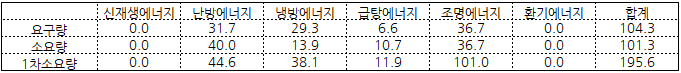 신재생에너지 난방에너지 냉방에너지 급탕에너지 조명에너지 환기에너지 합계
요구량 0.0 31.7 29.3 6.6 36.7 0.0 104.3
소요량 0.0 40.0 13.9 10.7 36.7 0.0 101.3
1차소요량 0.0 44.6 38.1 11.9 101.0 0.0 195.6